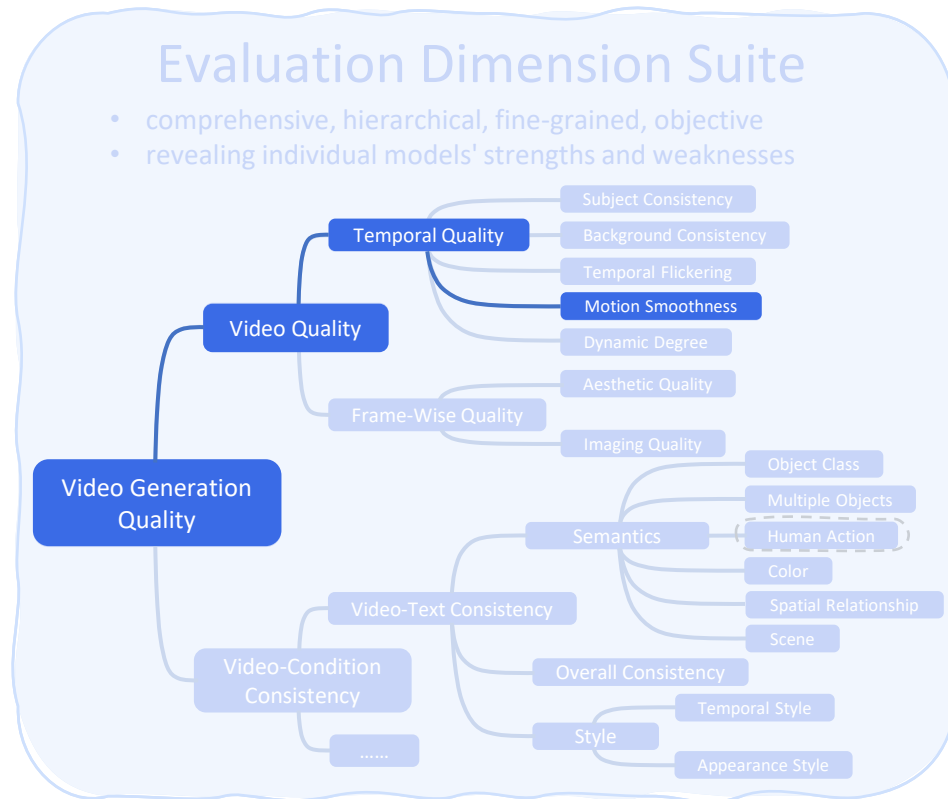 Evaluation Dimension Suite
• comprehensive, hierarchical, fine-grained, objective
• revealing individual models' strengths and weaknesses
Subject Consistency
Temporal Quality
Background Consistency
Temporal Flickering
Motion Smoothness
Video Quality
Dynamic Degree
Aesthetic Quality
Frame-Wise Quality
Imaging Quality
Object Class
Video Generation
Quality
Multiple Objects
Semantics
Human Action
Color
Video-Text Consistency
Spatial Relationship
Scene
Video-Condition
Consistency
Overall Consistency
Temporal Style
Style
……
Appearance Style